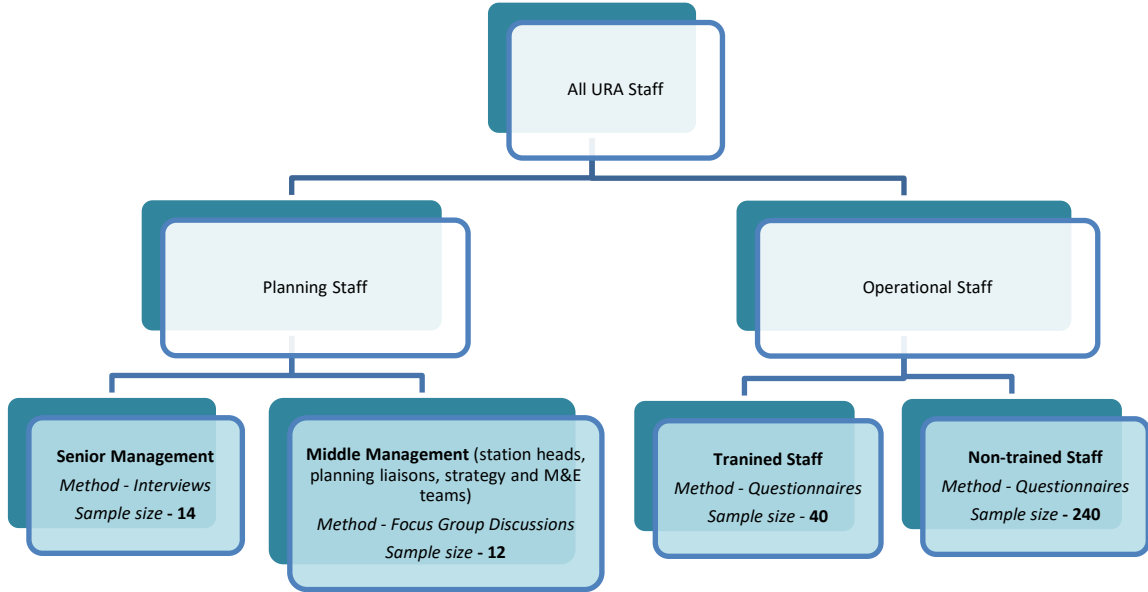 All URA Staff
Planning Staff
Operational Staff
Senior Management
Method - Interviews
Sample size - 14
Middle Management (station heads,
planning liaisons, strategy and M&E
teams)
Method - Focus Group Discussions
Sample size - 12
Tranined Staff
Method - Questionnaires
Sample size - 40
Non-trained Staff
Method - Questionnaires
Sample size - 240